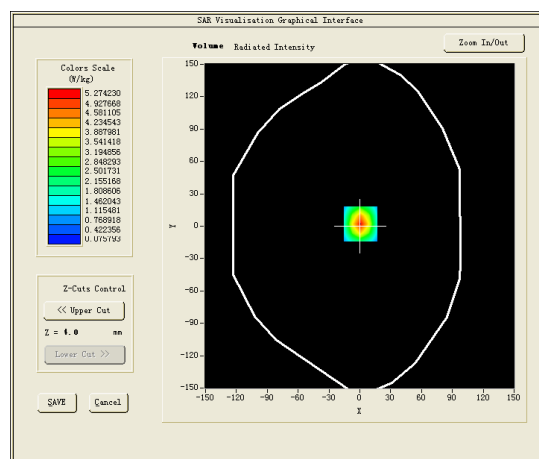 SAR Visualisation Graphical Interface
Volume Radiated Intensity
Zoom In/Out
Colors Scale
(W/kg)
5.274230
4.927668
4.581105
4.234543
3.887981
3.541418
3.194856
2.848293
2.501731
2.155168
1.808606
1.462043
1.115481
0.768918
0.422356
0.075793
Z-Cuts Control
<< Upper Cut
Z = 4.0 mm
Lower Cut >>
SAVE Cancel
150
120
90
60
30
0
-30
-60
-90
-120
-150
Y
-150 -120 -90 -60 -30 0 30 60 90 120 150
X